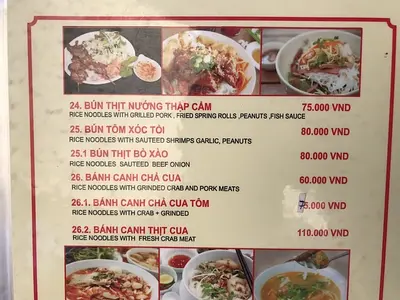 24. BÚN THỊT NƯỚNG THẬP CẨM 75.000 VND
RICE NOODLES WITH GRILLED PORK , FRIED SPRING ROLLS ,PEANUTS ,FISH SAUCE
25. BÚN TÔM XÓC TỎI 80.000 VND
RICE NOODLES WITH SAUTEED SHRIMPS GARLIC, PEANUTS
25.1 BÚN THỊT BÒ XÀO 80.000 VND
RICE NOODLES SAUTEED BEEF ONION
26. BÁNH CANH CHẢ CUA 60.000 VND
RICE NOODLES WITH GRINDED CRAB AND PORK MEATS
26.1. BÁNH CANH CHẢ CUA TÔM 75.000 VND
RICE NOODLES WITH CRAB + GRINDED
26.2. BÁNH CANH THỊT CUA 110.000 VND
RICE NOODLES WITH FRESH CRAB MEAT